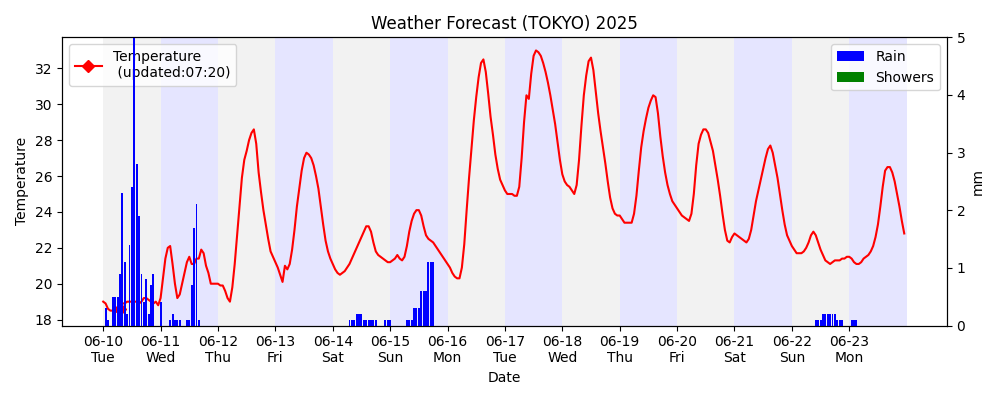 Weather Forecast (TOKYO) 2025
Temperature
(updated:07:20)
Rain
Showers
Temperature
32
30
28
26
24
22
20
18
5
4
3
2
1
0
mm
06-10 06-11 06-12 06-13 06-14 06-15 06-16 06-17 06-18 06-19 06-20 06-21 06-22 06-23
Tue Wed Thu Fri Sat Sun Mon Tue Wed Thu Fri Sat Sun Mon
Date